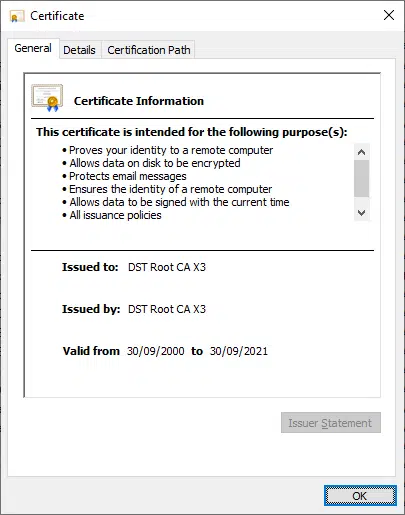 Certificate
General Details Certification Path
Certificate Information
This certificate is intended for the following purpose(s):
• Proves your identity to a remote computer
• Allows data on disk to be encrypted
• Protects email messages
• Ensures the identity of a remote computer
• Allows data to be signed with the current time
• All issuance policies
Issued to: DST Root CA X3
Issued by: DST Root CA X3
Valid from 30/09/2000 to 30/09/2021
Issuer Statement
OK